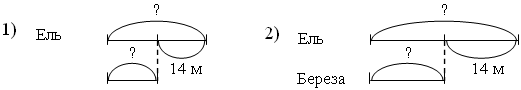 ?
1) Ель
?
14 м
?
2) Ель
?
14 м
Береза